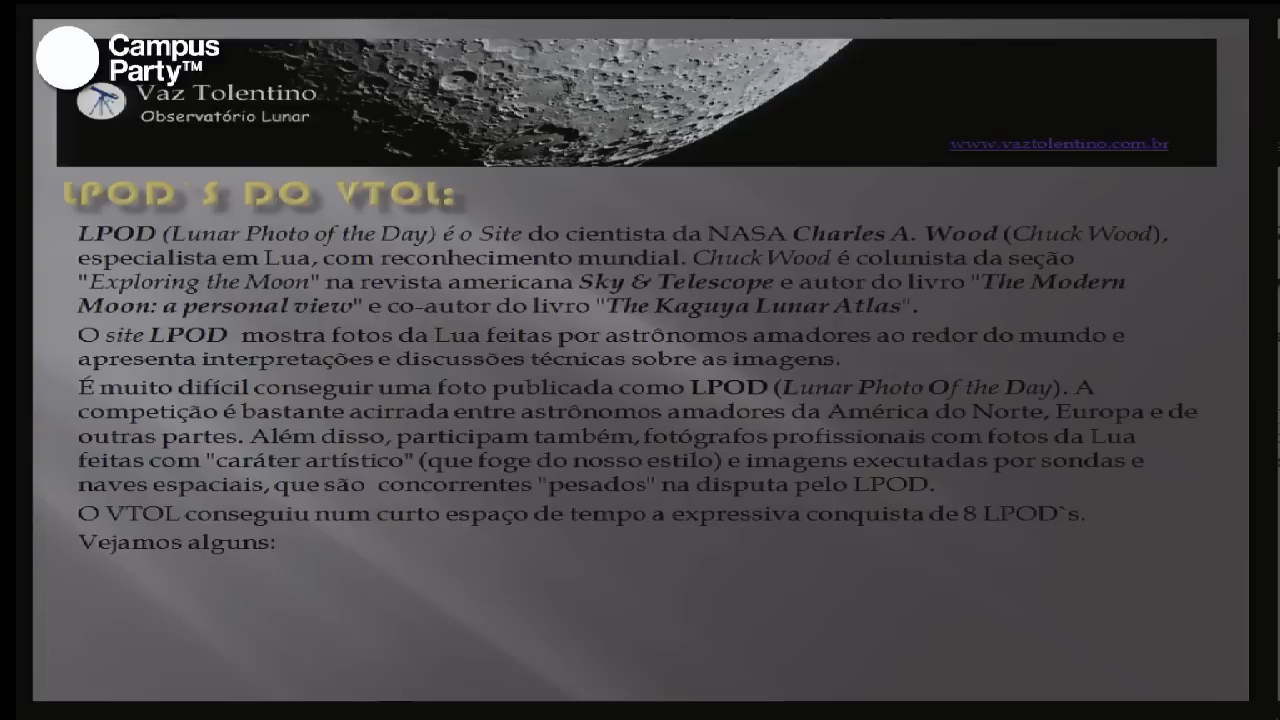 Campus
Party™
Vaz Tolentino
Observatório Lunar
www.vaztolentino.com.br
LPOD`S DO VTOL:
LPOD (Lunar Photo of the Day) é o Site do cientista da NASA Charles A. Wood (Chuck Wood),
especialista em Lua, com reconhecimento mundial. Chuck Wood é colunista da seção
"Exploring the Moon" na revista americana Sky & Telescope e autor do livro "The Modern
Moon: a personal view" e co-autor do livro "The Kaguya Lunar Atlas".
O site LPOD mostra fotos da Lua feitas por astrônomos amadores ao redor do mundo e
apresenta interpretações e discussões técnicas sobre as imagens.
É muito difícil conseguir uma foto publicada como LPOD (Lunar Photo Of the Day). A
competição é bastante acirrada entre astrônomos amadores da América do Norte, Europa e de
outras partes. Além disso, participam também, fotógrafos profissionais com fotos da Lua
feitas com "caráter artístico" (que foge do nosso estilo) e imagens executadas por sondas e
naves espaciais, que são concorrentes "pesados" na disputa pelo LPOD.
O VTOL conseguiu num curto espaço de tempo a expressiva conquista de 8 LPOD`s.
Vejamos alguns: